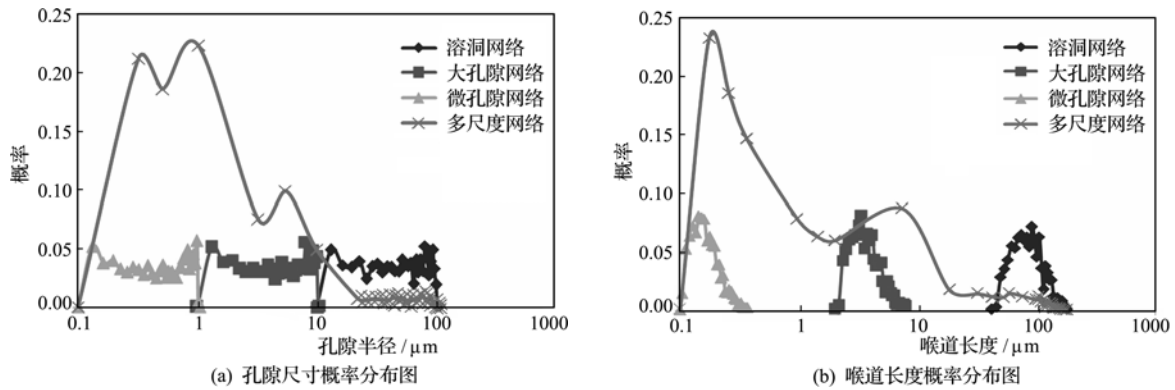 0.25
0.20
0.15
0.10
0.05
0.00
概率
溶洞网络
大孔隙网络
微孔隙网络
多尺度网络
0.1 1 10 100 1000
孔隙半径 / μm
(a) 孔隙尺寸概率分布图
0.25
0.20
0.15
0.10
0.05
0.00
概率
溶洞网络
大孔隙网络
微孔隙网络
多尺度网络
0.1 1 10 100 1000
喉道长度 / μm
(b) 喉道长度概率分布图